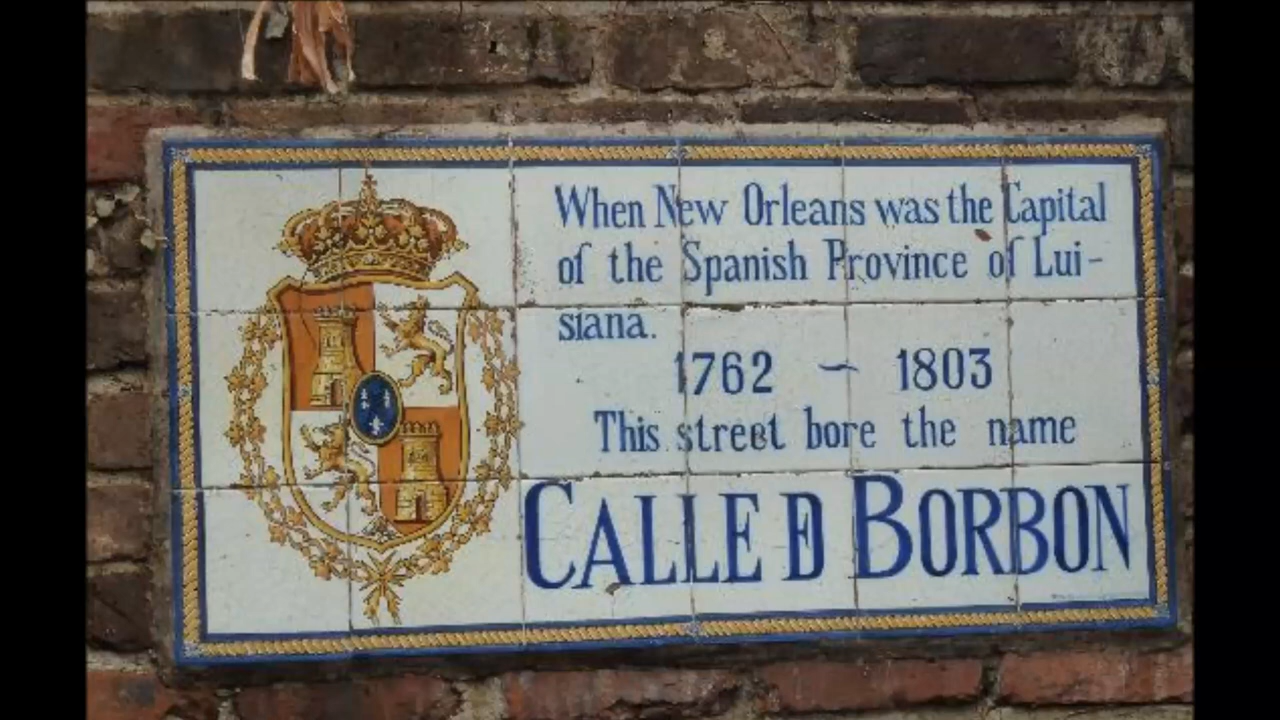 When New Orleans was the Capital
of the Spanish Province of Lui-
siana.
1762 - 1803
This street bore the name
CALLE D BORBON